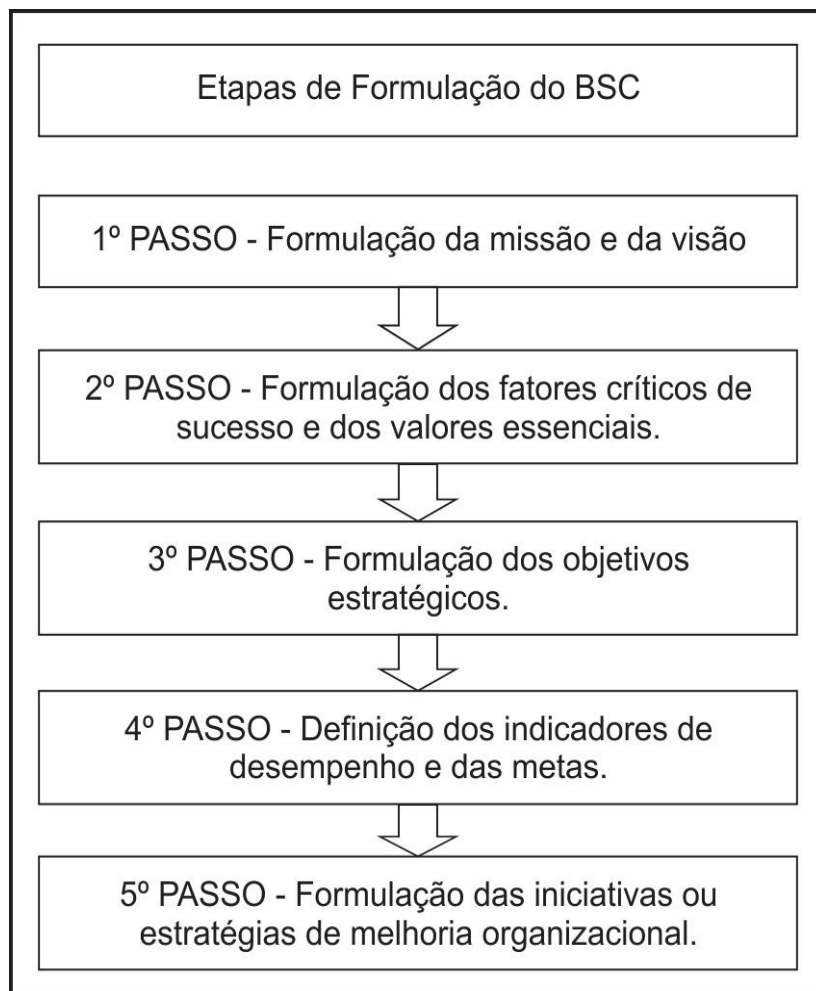 Etapas de Formulação do BSC
1º PASSO - Formulação da missão e da visão
2º PASSO - Formulação dos fatores críticos de
sucesso e dos valores essenciais.
3º PASSO - Formulação dos objetivos
estratégicos.
4º PASSO - Definição dos indicadores de
desempenho e das metas.
5º PASSO - Formulação das iniciativas ou
estratégias de melhoria organizacional.